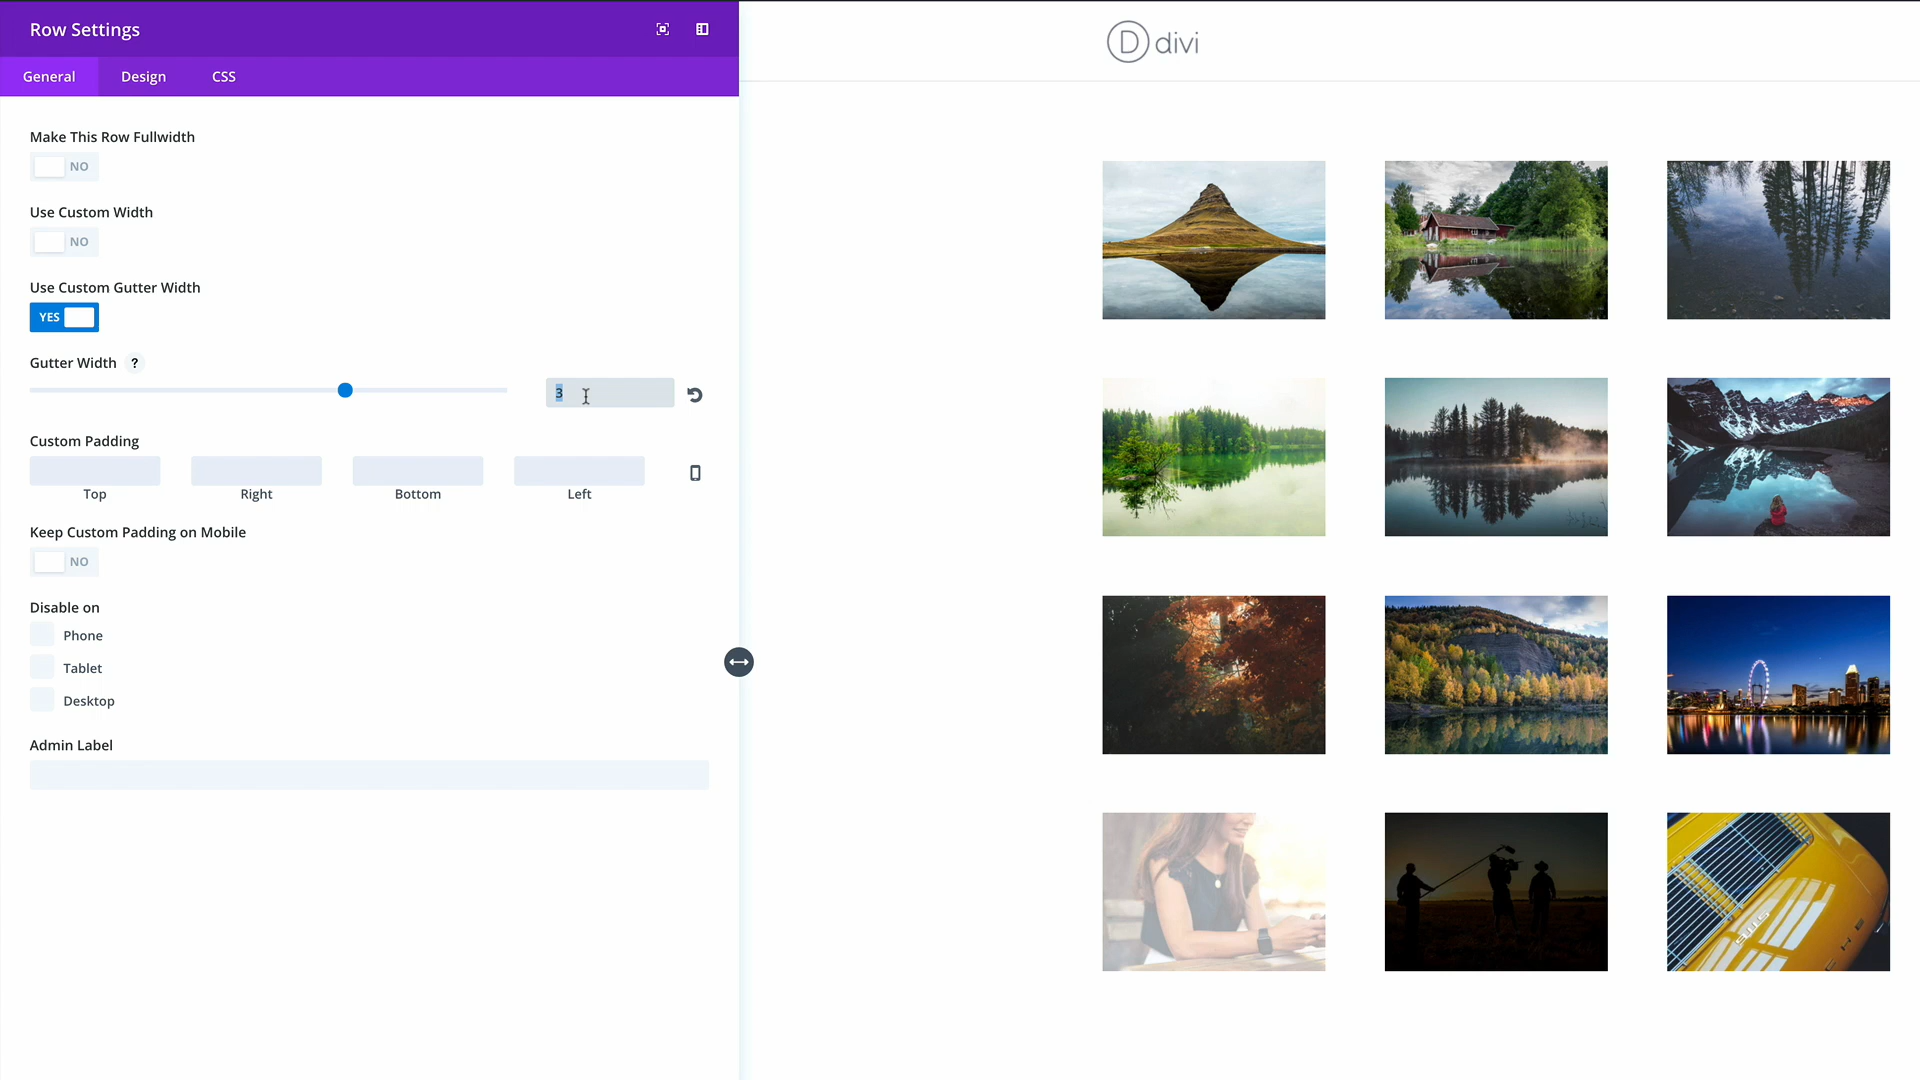 Row Settings
General Design CSS
Make This Row Fullwidth
NO
Use Custom Width
NO
Use Custom Gutter Width
YES
Gutter Width ?
3
Custom Padding
Top Right Bottom Left
Keep Custom Padding on Mobile
NO
Disable on
Phone
Tablet
Desktop
Admin Label
D divi